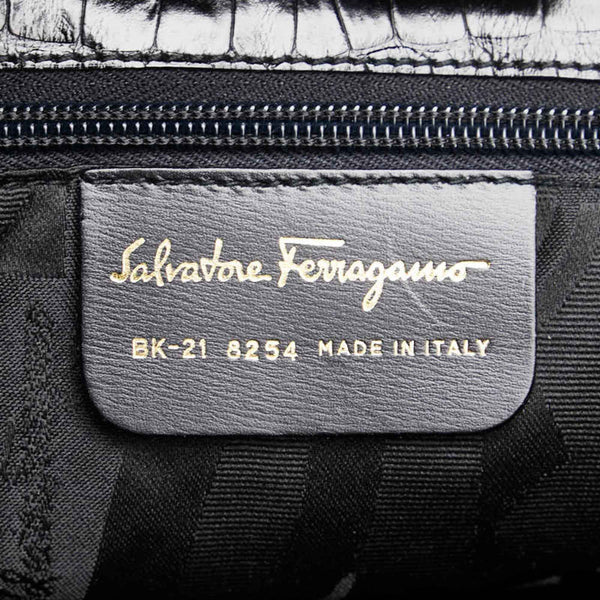 Salvatore Ferragamo
BK-21 8254 MADE IN ITALY